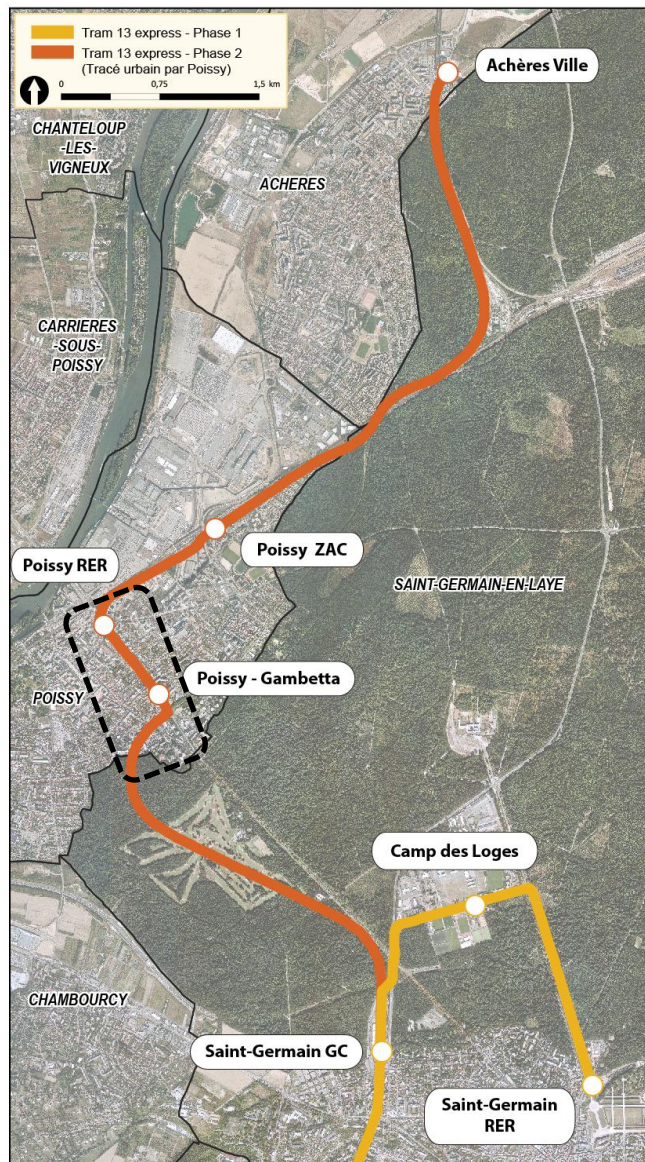 Tram 13 express - Phase 1
Tram 13 express - Phase 2
(Tracé urbain par Poissy)
0 0,75 1,5 km
Achères Ville
CHANTELOUP
-LES-
VIGNEUX
ACHERES
CARRIERES
-SOUS-
POISSY
Poissy ZAC
Poissy RER
SAINT-GERMAIN-EN-LAYE
Poissy - Gambetta
POISSY
Camp des Loges
CHAMBOURCY
Saint-Germain GC
Saint-Germain
RER